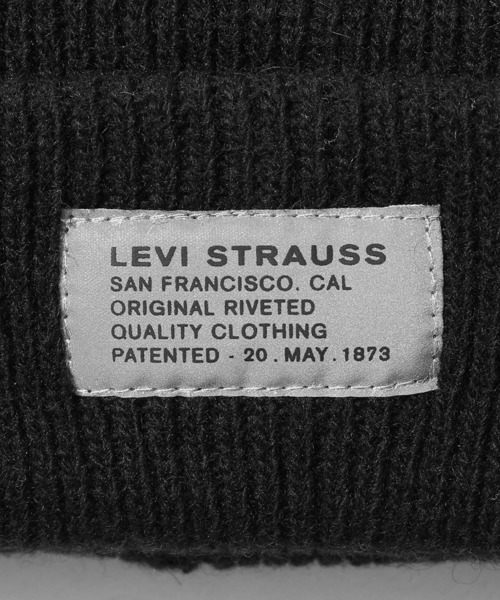 LEVI STRAUSS
SAN FRANCISCO. CAL
ORIGINAL RIVETED
QUALITY CLOTHING
PATENTED - 20 . MAY . 1873